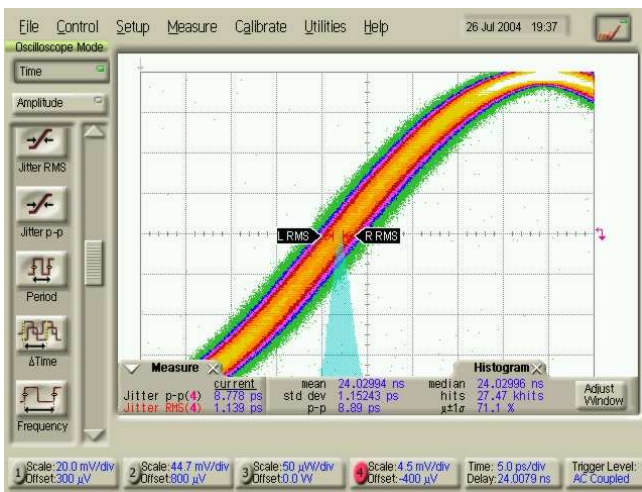 File Control Setup Measure Calibrate Utilities Help 26 Jul 2004 19:37
Oscilloscope Mode
Time
Amplitude
Jitter RMS
Jitter p-p
Period
ΔTime
Frequency
L RMS R RMS
Measure
current
Jitter p-p(4) 8.778 ps
Jitter RMS(4) 1.139 ps
Histogram
mean 24.02994 ns median 24.02996 ns
std dev 1.15243 ps hits 27.47 khits
p-p 8.89 ps μ±1σ 71.1 %
Adjust
Window
1 Scale:20.0 mV/div
Offset:300 μV
2 Scale:44.7 mV/div
Offset:800 μV
3 Scale:50 μW/div
Offset:0.0 W
4 Scale:4.5 mV/div
Offset:-400 μV
Time: 5.0 ps/div
Delay:24.0079 ns
Trigger Level:
AC Coupled